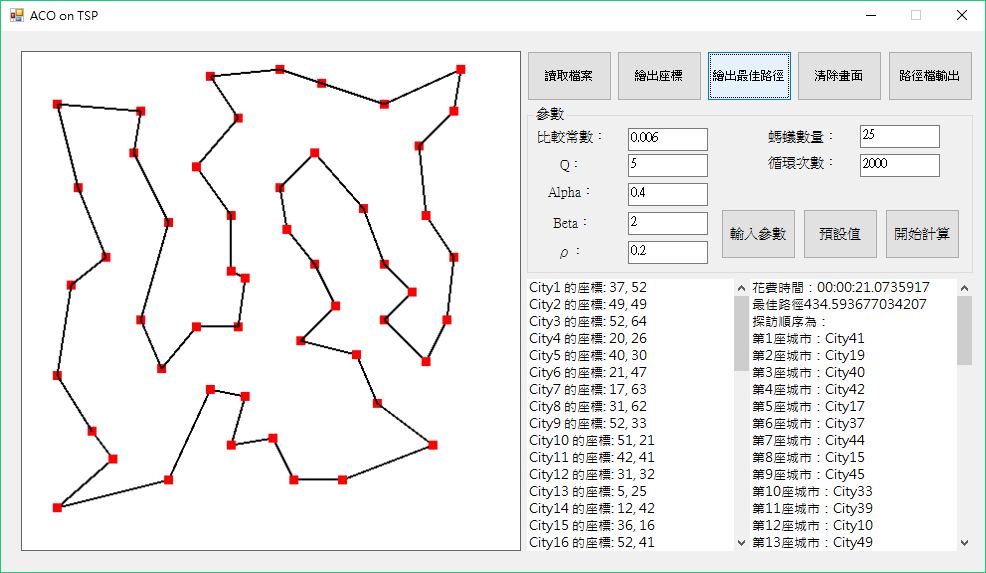 ACO on TSP
讀取檔案
繪出座標
繪出最佳路徑
清除畫面
路徑檔輸出
參數
比較常數：
0.006
螞蟻數量：
25
Q：
5
循環次數：
2000
Alpha：
0.4
Beta：
2
ρ：
0.2
輸入參數
預設值
開始計算
City1 的座標: 37, 52
City2 的座標: 49, 49
City3 的座標: 52, 64
City4 的座標: 20, 26
City5 的座標: 40, 30
City6 的座標: 21, 47
City7 的座標: 17, 63
City8 的座標: 31, 62
City9 的座標: 52, 33
City10 的座標: 51, 21
City11 的座標: 42, 41
City12 的座標: 31, 32
City13 的座標: 5, 25
City14 的座標: 12, 42
City15 的座標: 36, 16
City16 的座標: 52, 41
花費時間：00:00:21.0735917
最佳路徑434.593677034207
探訪順序為：
第1座城市：City41
第2座城市：City19
第3座城市：City40
第4座城市：City42
第5座城市：City17
第6座城市：City37
第7座城市：City44
第8座城市：City15
第9座城市：City45
第10座城市：City33
第11座城市：City39
第12座城市：City10
第13座城市：City49